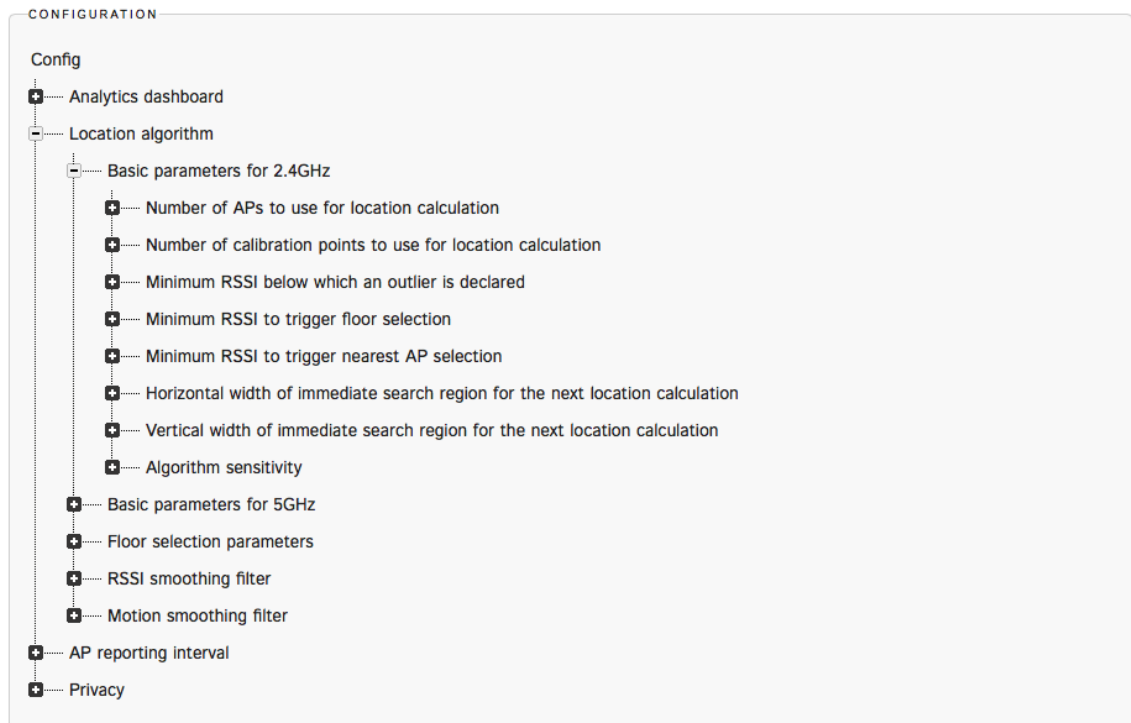 CONFIGURATION
Config
Analytics dashboard
Location algorithm
Basic parameters for 2.4GHz
Number of APs to use for location calculation
Number of calibration points to use for location calculation
Minimum RSSI below which an outlier is declared
Minimum RSSI to trigger floor selection
Minimum RSSI to trigger nearest AP selection
Horizontal width of immediate search region for the next location calculation
Vertical width of immediate search region for the next location calculation
Algorithm sensitivity
Basic parameters for 5GHz
Floor selection parameters
RSSI smoothing filter
Motion smoothing filter
AP reporting interval
Privacy